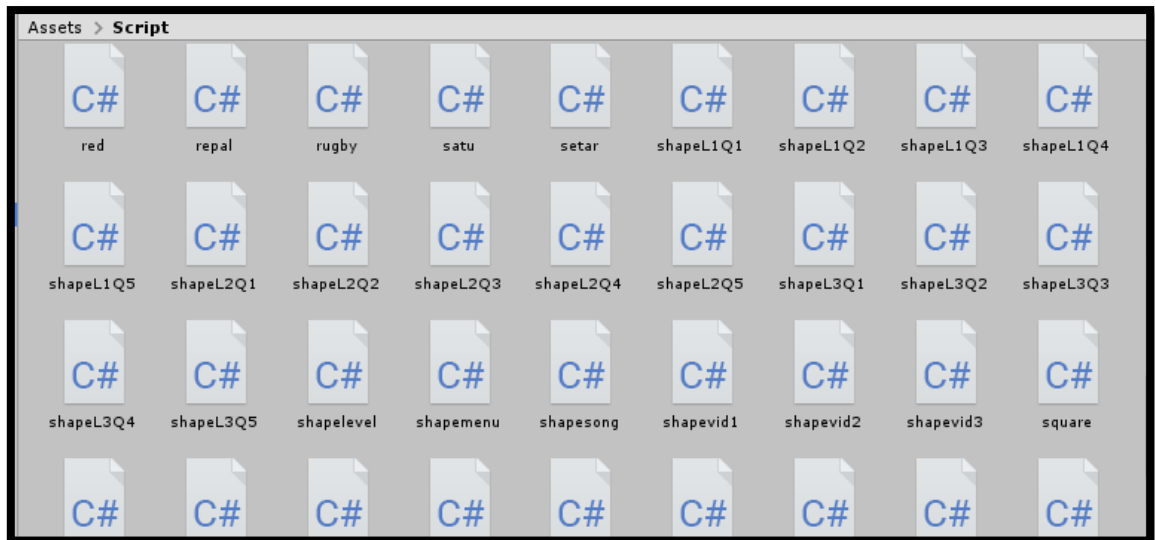 Assets > Script
C# C# C# C# C# C# C# C# C#
red repal rugby satu setar shapeL1Q1 shapeL1Q2 shapeL1Q3 shapeL1Q4
C# C# C# C# C# C# C# C# C#
shapeL1Q5 shapeL2Q1 shapeL2Q2 shapeL2Q3 shapeL2Q4 shapeL2Q5 shapeL3Q1 shapeL3Q2 shapeL3Q3
C# C# C# C# C# C# C# C# C#
shapeL3Q4 shapeL3Q5 shapelevel shapemenu shapesong shapevid1 shapevid2 shapevid3 square
C# C# C# C# C# C# C# C# C#